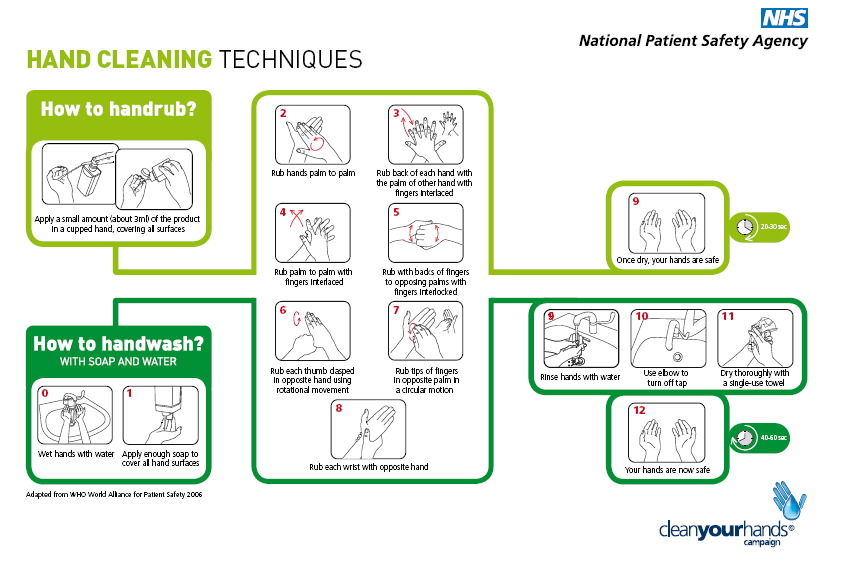 NHS
National Patient Safety Agency
HAND CLEANING TECHNIQUES
How to handrub?
Apply a small amount (about 3ml) of the product
in a cupped hand, covering all surfaces
2
Rub hands palm to palm
3
Rub back of each hand with
the palm of other hand with
fingers interlaced
4
Rub palm to palm with
fingers interlaced
5
Rub with backs of fingers
to opposing palms with
fingers interlocked
6
Rub each thumb clasped
in opposite hand using
rotational movement
7
Rub tips of fingers
in opposite palm in
a circular motion
8
Rub each wrist with opposite hand
9
Once dry, your hands are safe
20-30sec
How to handwash?
WITH SOAP AND WATER
0
Wet hands with water
1
Apply enough soap to
cover all hand surfaces
9
Rinse hands with water
10
Use elbow to
turn off tap
11
Dry thoroughly with
a single-use towel
12
Your hands are now safe
40-60sec
Adapted from WHO World Alliance for Patient Safety 2006
cleanyourhands©
campaign